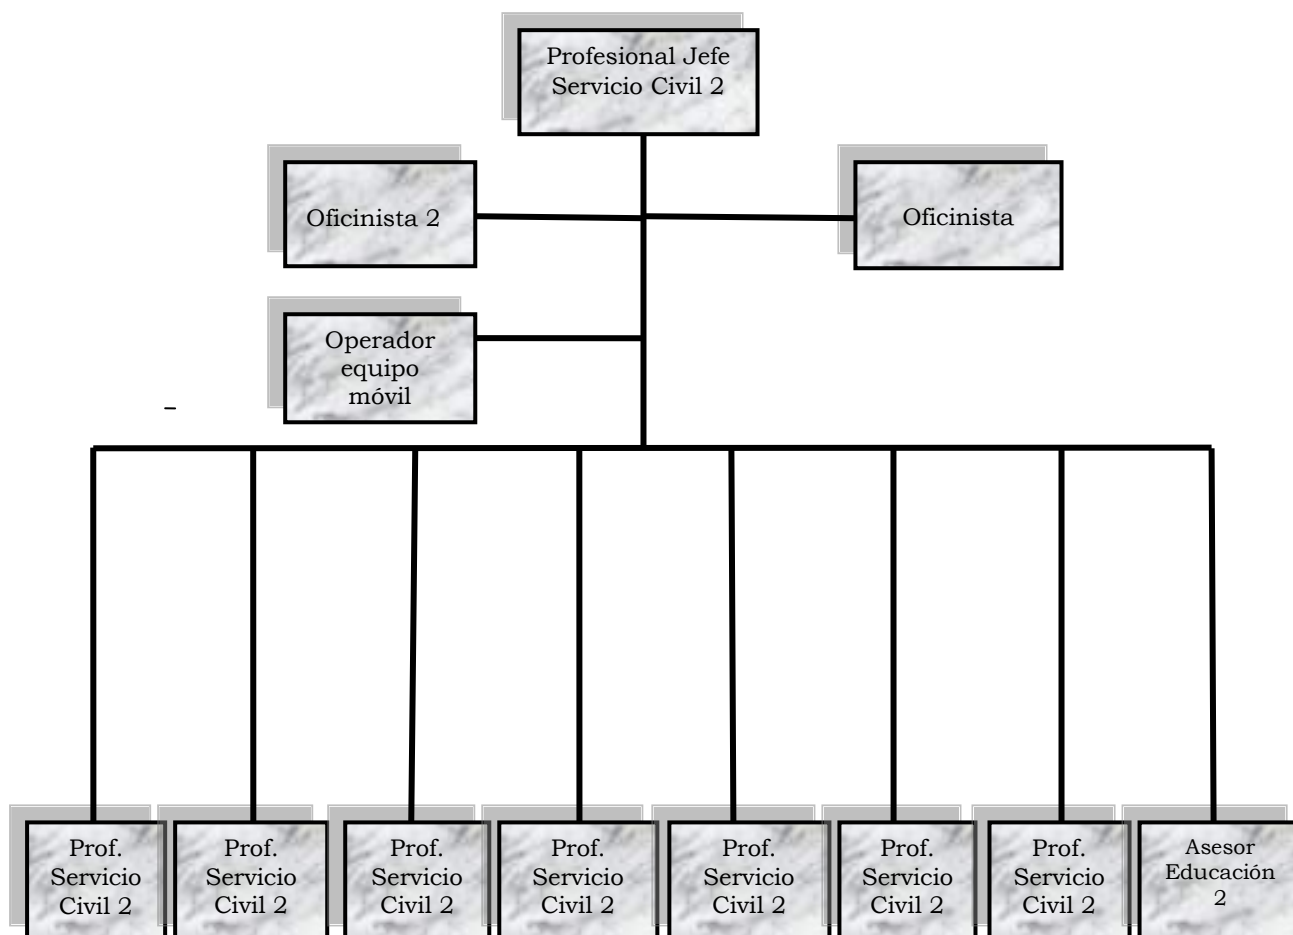 Profesional Jefe
Servicio Civil 2
Oficinista 2
Oficinista
Operador
equipo
móvil
–
Prof.
Servicio
Civil 2
Prof.
Servicio
Civil 2
Prof.
Servicio
Civil 2
Prof.
Servicio
Civil 2
Prof.
Servicio
Civil 2
Prof.
Servicio
Civil 2
Prof.
Servicio
Civil 2
Asesor
Educación
2